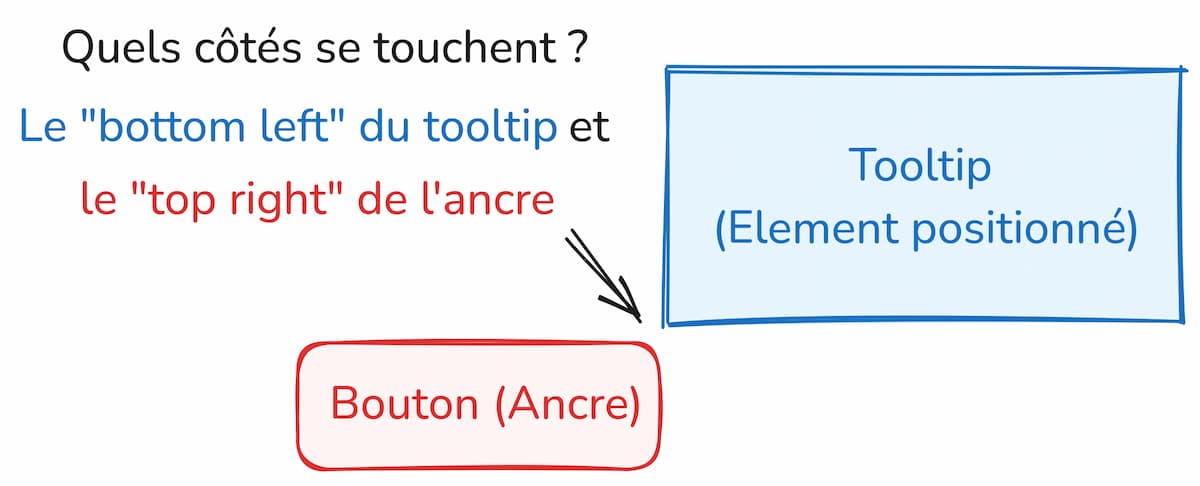 Quels côtés se touchent ?
Le "bottom left" du tooltip et
le "top right" de l'ancre
Tooltip
(Element positionné)
Bouton (Ancre)